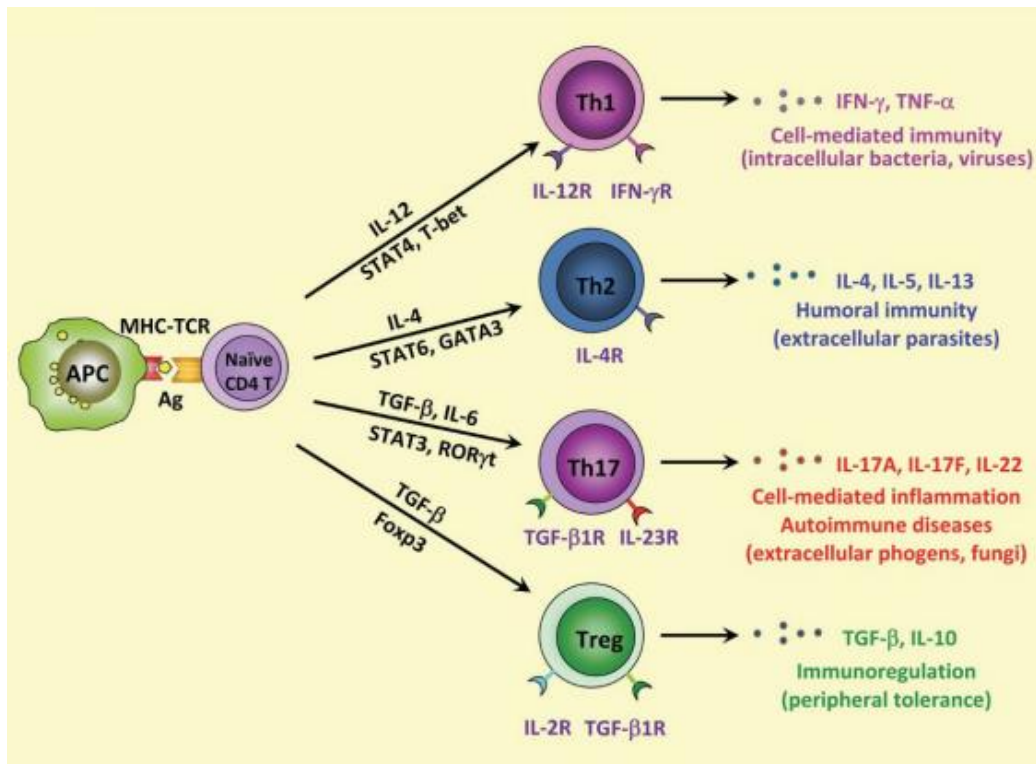 MHC-TCR
APC
Ag
Naïve
CD4 T
IL-12
STAT4, T-bet
IL-4
STAT6, GATA3
TGF-β, IL-6
STAT3, RORγt
TGF-β
Foxp3
Th1
IL-12R IFN-γR
IFN-γ, TNF-α
Cell-mediated immunity
(intracellular bacteria, viruses)
Th2
IL-4R
IL-4, IL-5, IL-13
Humoral immunity
(extracellular parasites)
Th17
TGF-β1R IL-23R
IL-17A, IL-17F, IL-22
Cell-mediated inflammation
Autoimmune diseases
(extracellular phogens, fungi)
Treg
IL-2R TGF-β1R
TGF-β, IL-10
Immunoregulation
(peripheral tolerance)